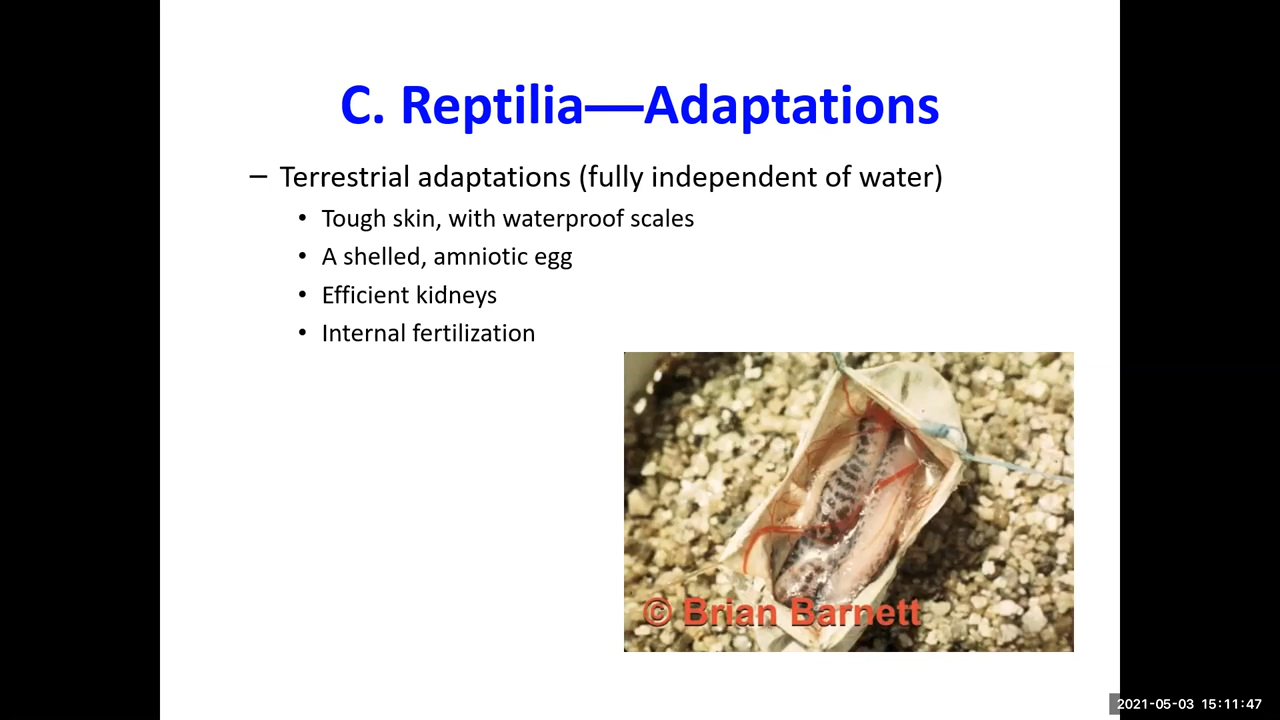 C. Reptilia—Adaptations
– Terrestrial adaptations (fully independent of water)
• Tough skin, with waterproof scales
• A shelled, amniotic egg
• Efficient kidneys
• Internal fertilization
© Brian Barnett
2021-05-03 15:11:47